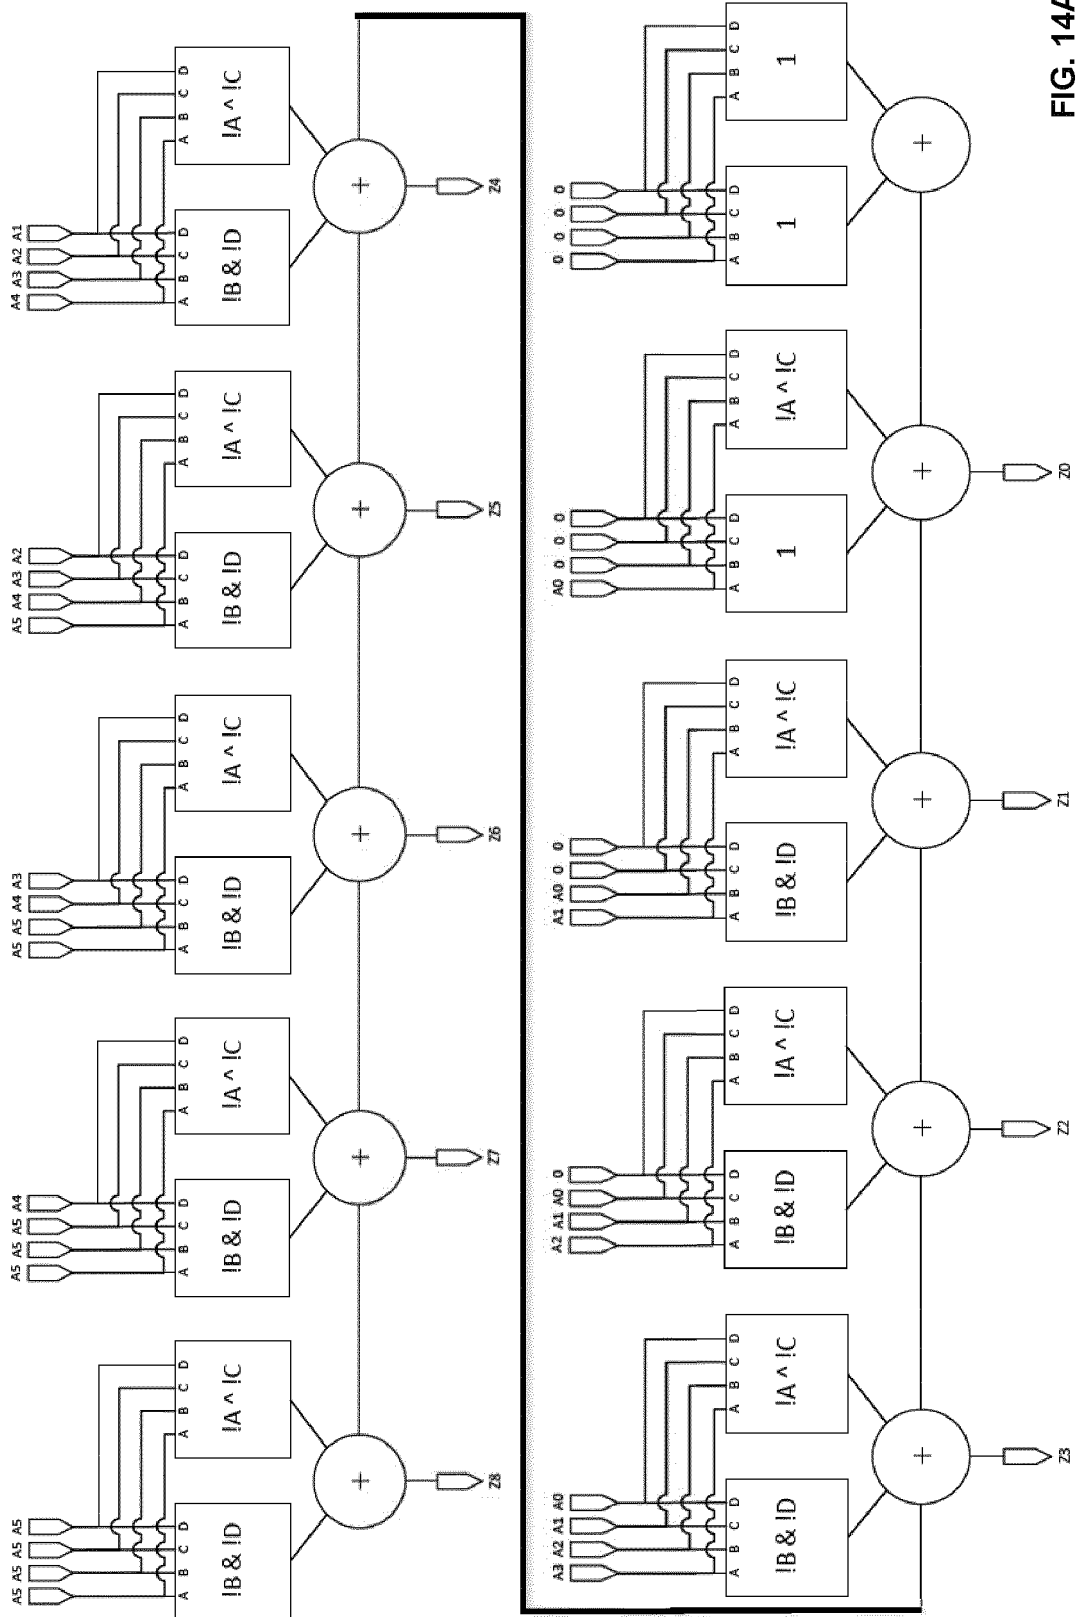 A5 A5 A5 A5 A5 A5 A5 A4 A5 A5 A4 A3 A5 A4 A3 A2 A4 A3 A2 A1
A B C D A B C D A B C D A B C D A B C D A B C D A B C D A B C D A B C D A B C D
!B & !D !A ^ !C !B & !D !A ^ !C !B & !D !A ^ !C !B & !D !A ^ !C !B & !D !A ^ !C
+ + + + +
Z8 Z7 Z6 Z5 Z4
A3 A2 A1 A0 A2 A1 A0 0 A1 A0 0 0 A0 0 0 0 0 0 0 0
A B C D A B C D A B C D A B C D A B C D A B C D A B C D A B C D A B C D A B C D
!B & !D !A ^ !C !B & !D !A ^ !C !B & !D !A ^ !C 1 !A ^ !C 1 1
+ + + + +
Z3 Z2 Z1 Z0
FIG. 14A